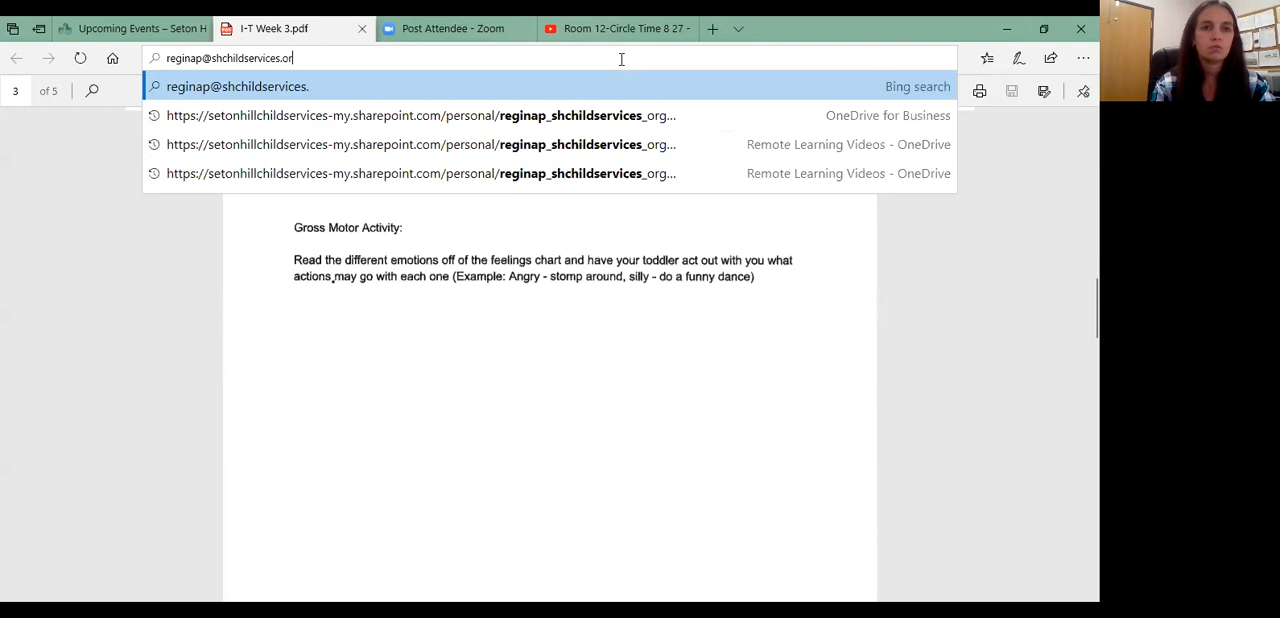 Upcoming Events – Seton H
I-T Week 3.pdf
Post Attendee - Zoom
Room 12-Circle Time 8 27 -
reginap@shchildservices.or
3 of 5
reginap@shchildservices. Bing search
https://setonhillchildservices-my.sharepoint.com/personal/reginap_shchildservices_org... OneDrive for Business
https://setonhillchildservices-my.sharepoint.com/personal/reginap_shchildservices_org... Remote Learning Videos - OneDrive
https://setonhillchildservices-my.sharepoint.com/personal/reginap_shchildservices_org... Remote Learning Videos - OneDrive
Gross Motor Activity:
Read the different emotions off of the feelings chart and have your toddler act out with you what
actions may go with each one (Example: Angry - stomp around, silly - do a funny dance)